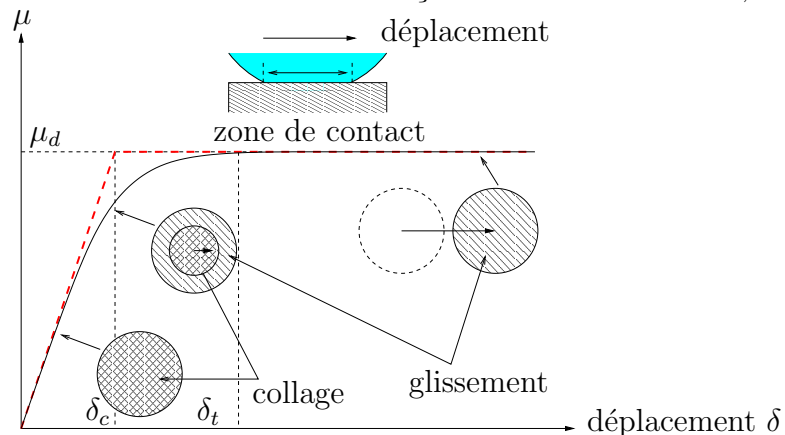 μ
déplacement
zone de contact
μ_d
collage
glissement
δ_c
δ_t
déplacement δ